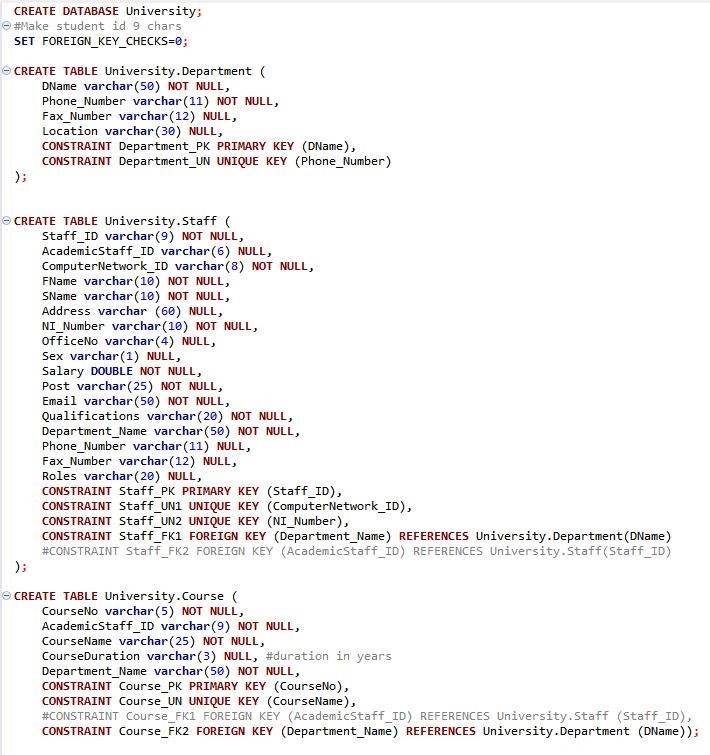 CREATE DATABASE University;
#Make student id 9 chars
SET FOREIGN_KEY_CHECKS=0;
CREATE TABLE University.Department (
DName varchar(50) NOT NULL,
Phone_Number varchar(11) NOT NULL,
Fax_Number varchar(12) NULL,
Location varchar(30) NULL,
CONSTRAINT Department_PK PRIMARY KEY (DName),
CONSTRAINT Department_UN UNIQUE KEY (Phone_Number)
);
CREATE TABLE University.Staff (
Staff_ID varchar(9) NOT NULL,
AcademicStaff_ID varchar(6) NULL,
ComputerNetwork_ID varchar(8) NOT NULL,
FName varchar(10) NOT NULL,
SName varchar(10) NOT NULL,
Address varchar (60) NULL,
NI_Number varchar(10) NOT NULL,
OfficeNo varchar(4) NULL,
Sex varchar(1) NULL,
Salary DOUBLE NOT NULL,
Post varchar(25) NOT NULL,
Email varchar(50) NOT NULL,
Qualifications varchar(20) NOT NULL,
Department_Name varchar(50) NOT NULL,
Phone_Number varchar(11) NULL,
Fax_Number varchar(12) NULL,
Roles varchar(20) NULL,
CONSTRAINT Staff_PK PRIMARY KEY (Staff_ID),
CONSTRAINT Staff_UN1 UNIQUE KEY (ComputerNetwork_ID),
CONSTRAINT Staff_UN2 UNIQUE KEY (NI_Number),
CONSTRAINT Staff_FK1 FOREIGN KEY (Department_Name) REFERENCES University.Department(DName)
#CONSTRAINT Staff_FK2 FOREIGN KEY (AcademicStaff_ID) REFERENCES University.Staff(Staff_ID)
);
CREATE TABLE University.Course (
CourseNo varchar(5) NOT NULL,
AcademicStaff_ID varchar(9) NOT NULL,
CourseName varchar(25) NOT NULL,
CourseDuration varchar(3) NULL, #duration in years
Department_Name varchar(50) NOT NULL,
CONSTRAINT Course_PK PRIMARY KEY (CourseNo),
CONSTRAINT Course_UN UNIQUE KEY (CourseName),
#CONSTRAINT Course_FK1 FOREIGN KEY (AcademicStaff_ID) REFERENCES University.Staff (Staff_ID),
CONSTRAINT Course_FK2 FOREIGN KEY (Department_Name) REFERENCES University.Department (DName));